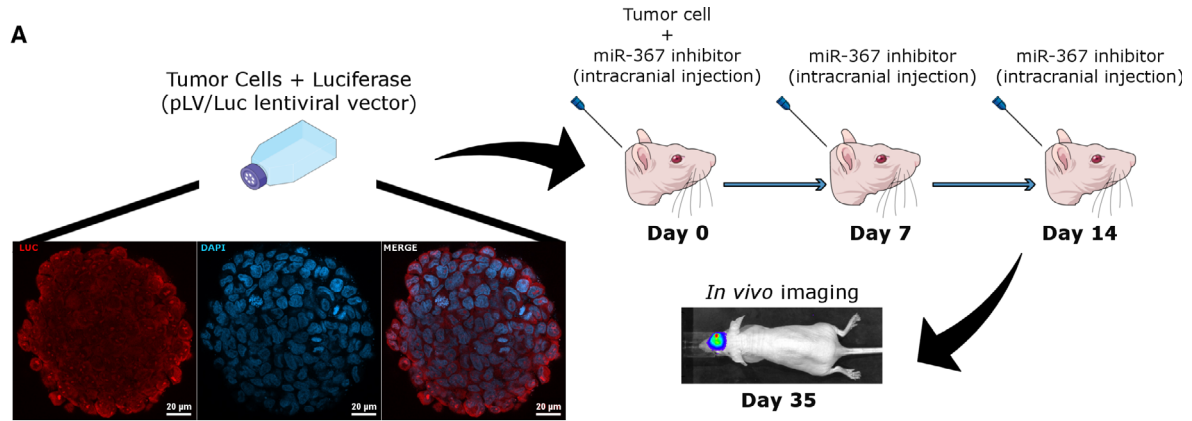 A
Tumor Cells + Luciferase
(pLV/Luc lentiviral vector)
Tumor cell
+
miR-367 inhibitor
(intracranial injection)
miR-367 inhibitor
(intracranial injection)
miR-367 inhibitor
(intracranial injection)
Day 0
Day 7
Day 14
LUC
DAPI
MERGE
20 µm
20 µm
20 µm
In vivo imaging
Day 35